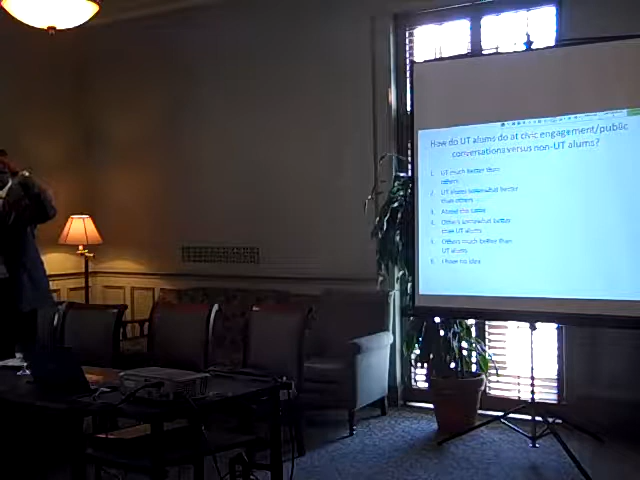 How do UT alums do at civic engagement/public
conversations versus non-UT alums?
1. UT much better than
others
2. UT somewhat better
than others
3. About the same
4. Others somewhat better
than UT alums
5. Others much better than
UT alums
6. I have no idea